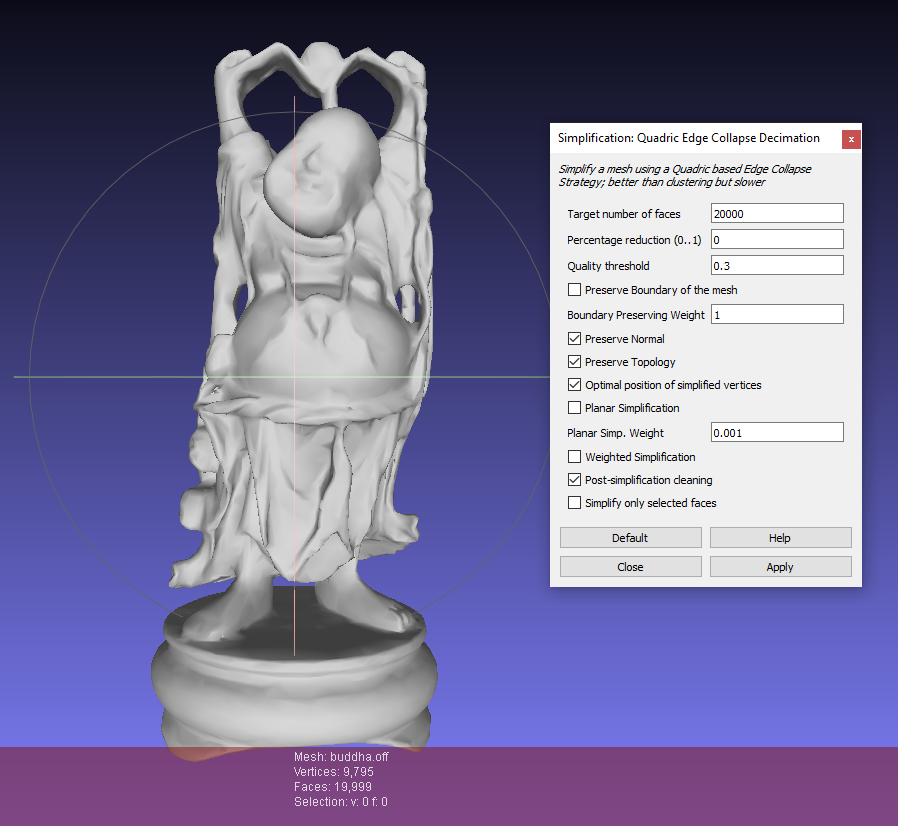 Simplification: Quadric Edge Collapse Decimation
x
Simplify a mesh using a Quadric based Edge Collapse
Strategy; better than clustering but slower
Target number of faces 20000
Percentage reduction (0..1) 0
Quality threshold 0.3
Preserve Boundary of the mesh
Boundary Preserving Weight 1
Preserve Normal
Preserve Topology
Optimal position of simplified vertices
Planar Simplification
Planar Simp. Weight 0.001
Weighted Simplification
Post-simplification cleaning
Simplify only selected faces
Default Help
Close Apply
Mesh: buddha.off
Vertices: 9,795
Faces: 19,999
Selection: v: 0 f: 0